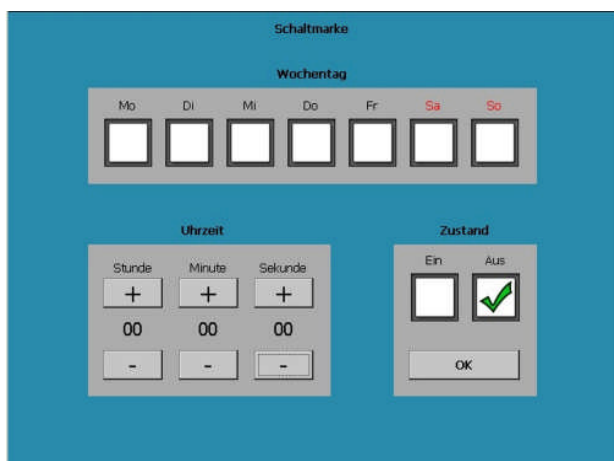 Schaltmarke
Wochentag
Mo Di Mi Do Fr Sa So
Uhrzeit
Stunde Minute Sekunde
+ + +
00 00 00
- - -
Zustand
Ein Aus
OK